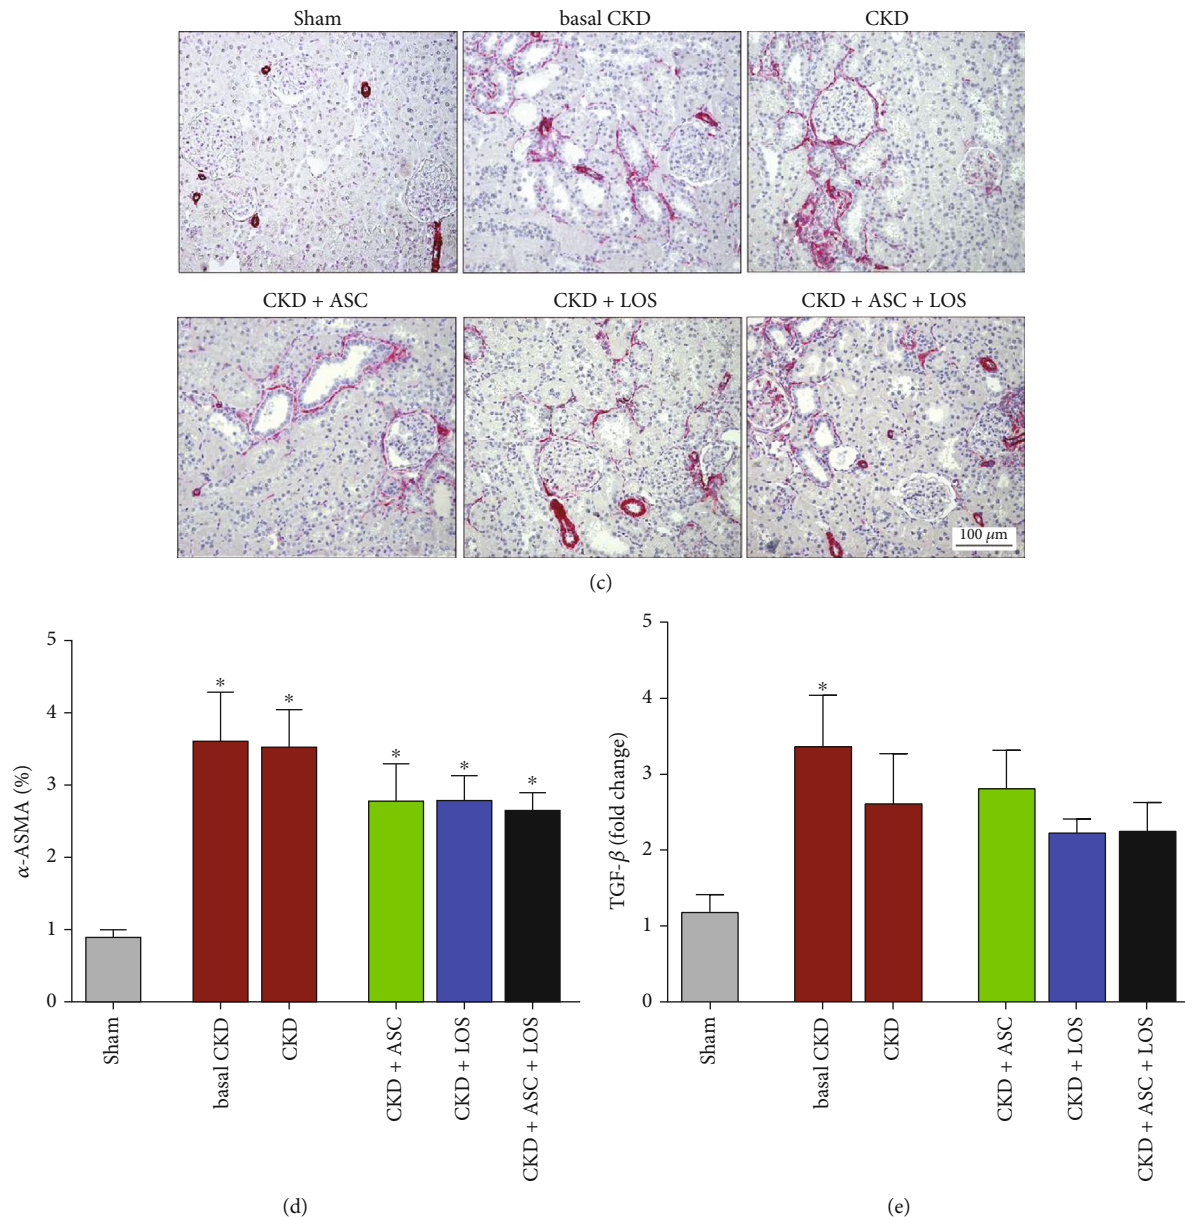 Sham basal CKD CKD
CKD + ASC CKD + LOS CKD + ASC + LOS
100 μm
(c)
α-ASMA (%)
5
4
3
2
1
0
* * * * *
Sham
basal CKD
CKD
CKD + ASC
CKD + LOS
CKD + ASC + LOS
(d)
TGF-β (fold change)
5
4
3
2
1
0
*
Sham
basal CKD
CKD
CKD + ASC
CKD + LOS
CKD + ASC + LOS
(e)